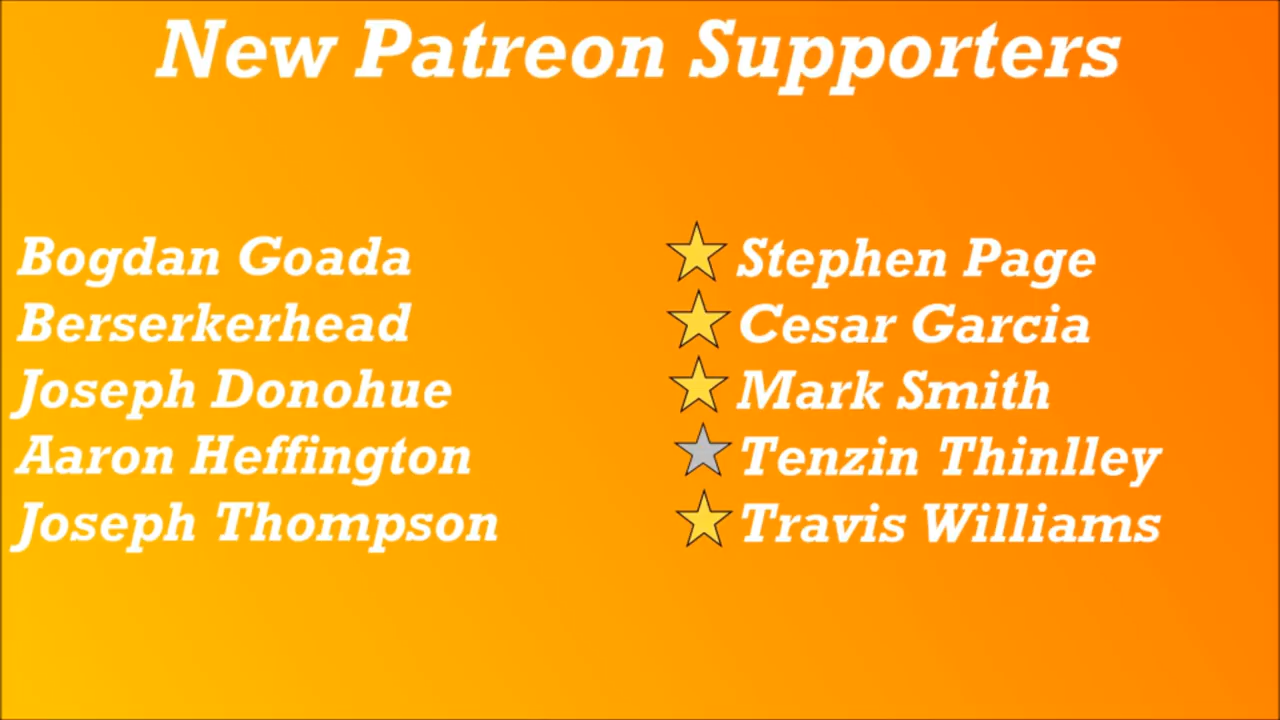 New Patreon Supporters
Bogdan Goada
Berserkerhead
Joseph Donohue
Aaron Heffington
Joseph Thompson
Stephen Page
Cesar Garcia
Mark Smith
Tenzin Thinlley
Travis Williams